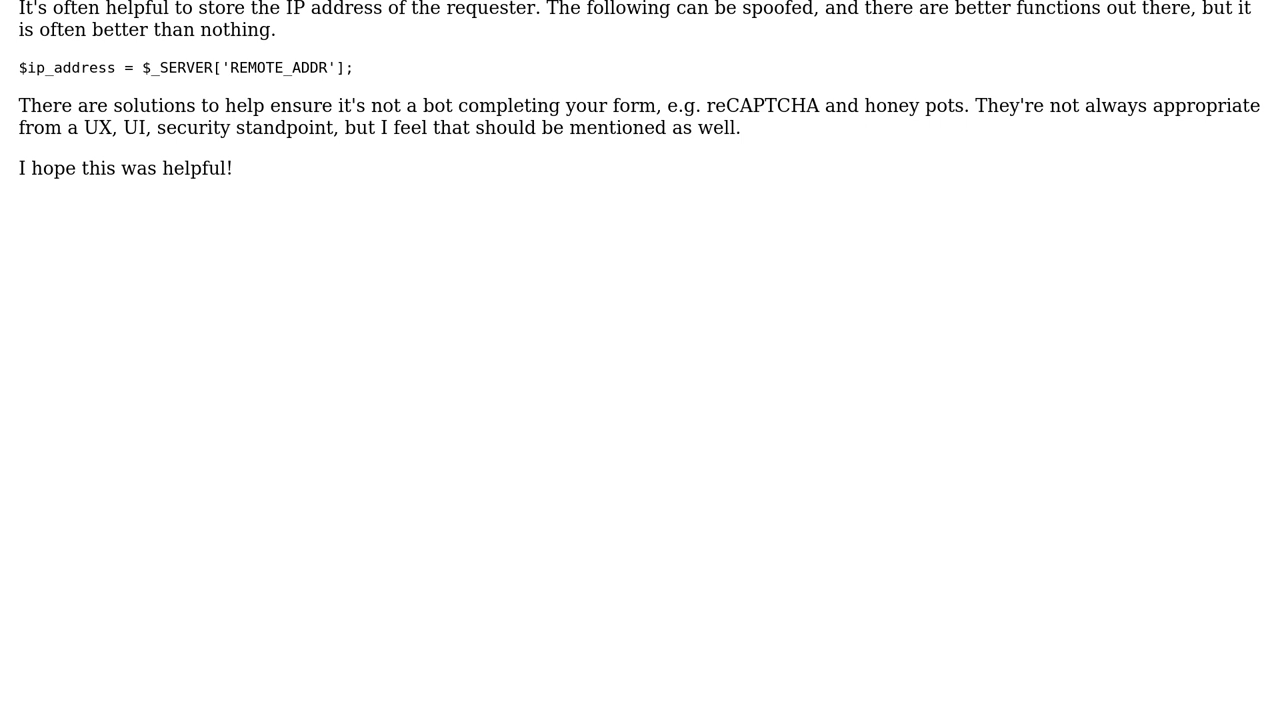 It's often helpful to store the IP address of the requester. The following can be spoofed, and there are better functions out there, but it
is often better than nothing.
$ip_address = $_SERVER['REMOTE_ADDR'];
There are solutions to help ensure it's not a bot completing your form, e.g. reCAPTCHA and honey pots. They're not always appropriate
from a UX, UI, security standpoint, but I feel that should be mentioned as well.
I hope this was helpful!